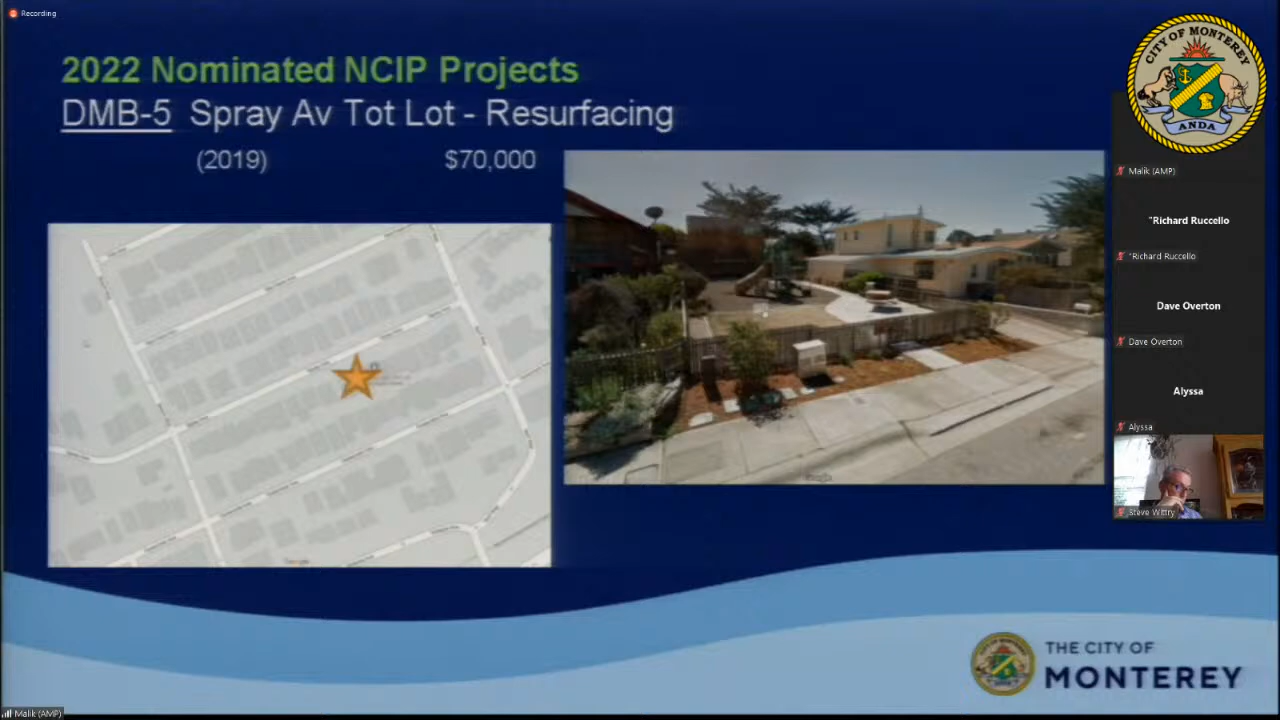 Recording
2022 Nominated NCIP Projects
DMB-5 Spray Av Tot Lot - Resurfacing
(2019) $70,000
CITY OF MONTEREY
ANDA
Malik (AMP)
"Richard Ruccello
"Richard Ruccello
Dave Overton
Dave Overton
Alyssa
Alyssa
Steve Wittry
THE CITY OF
MONTEREY
Malik (AMP)